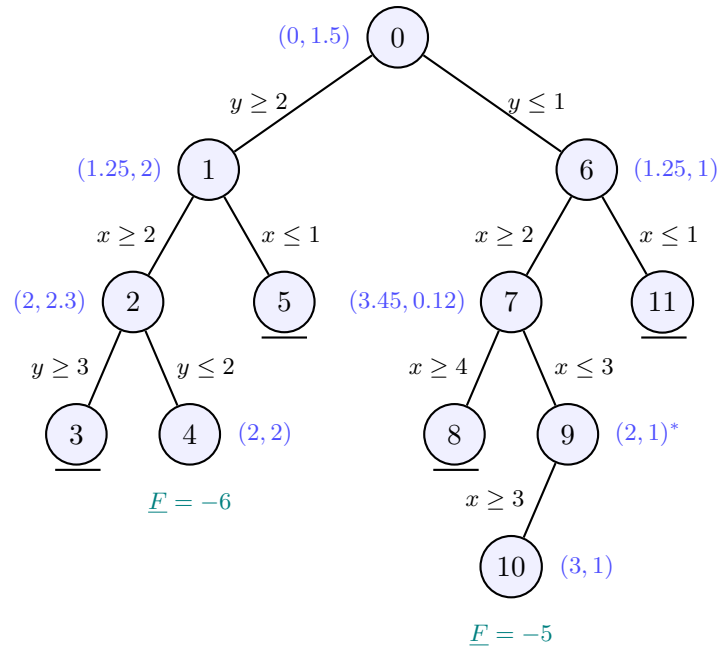 (0, 1.5) 0
y ≥ 2 y ≤ 1
(1.25, 2) 1 6 (1.25, 1)
x ≥ 2 x ≤ 1 x ≥ 2 x ≤ 1
(2, 2.3) 2 5 (3.45, 0.12) 7 11
y ≥ 3 y ≤ 2 x ≥ 4 x ≤ 3
3 4 (2, 2) 8 9 (2, 1)*
F = −6 x ≥ 3
10 (3, 1)
F = −5